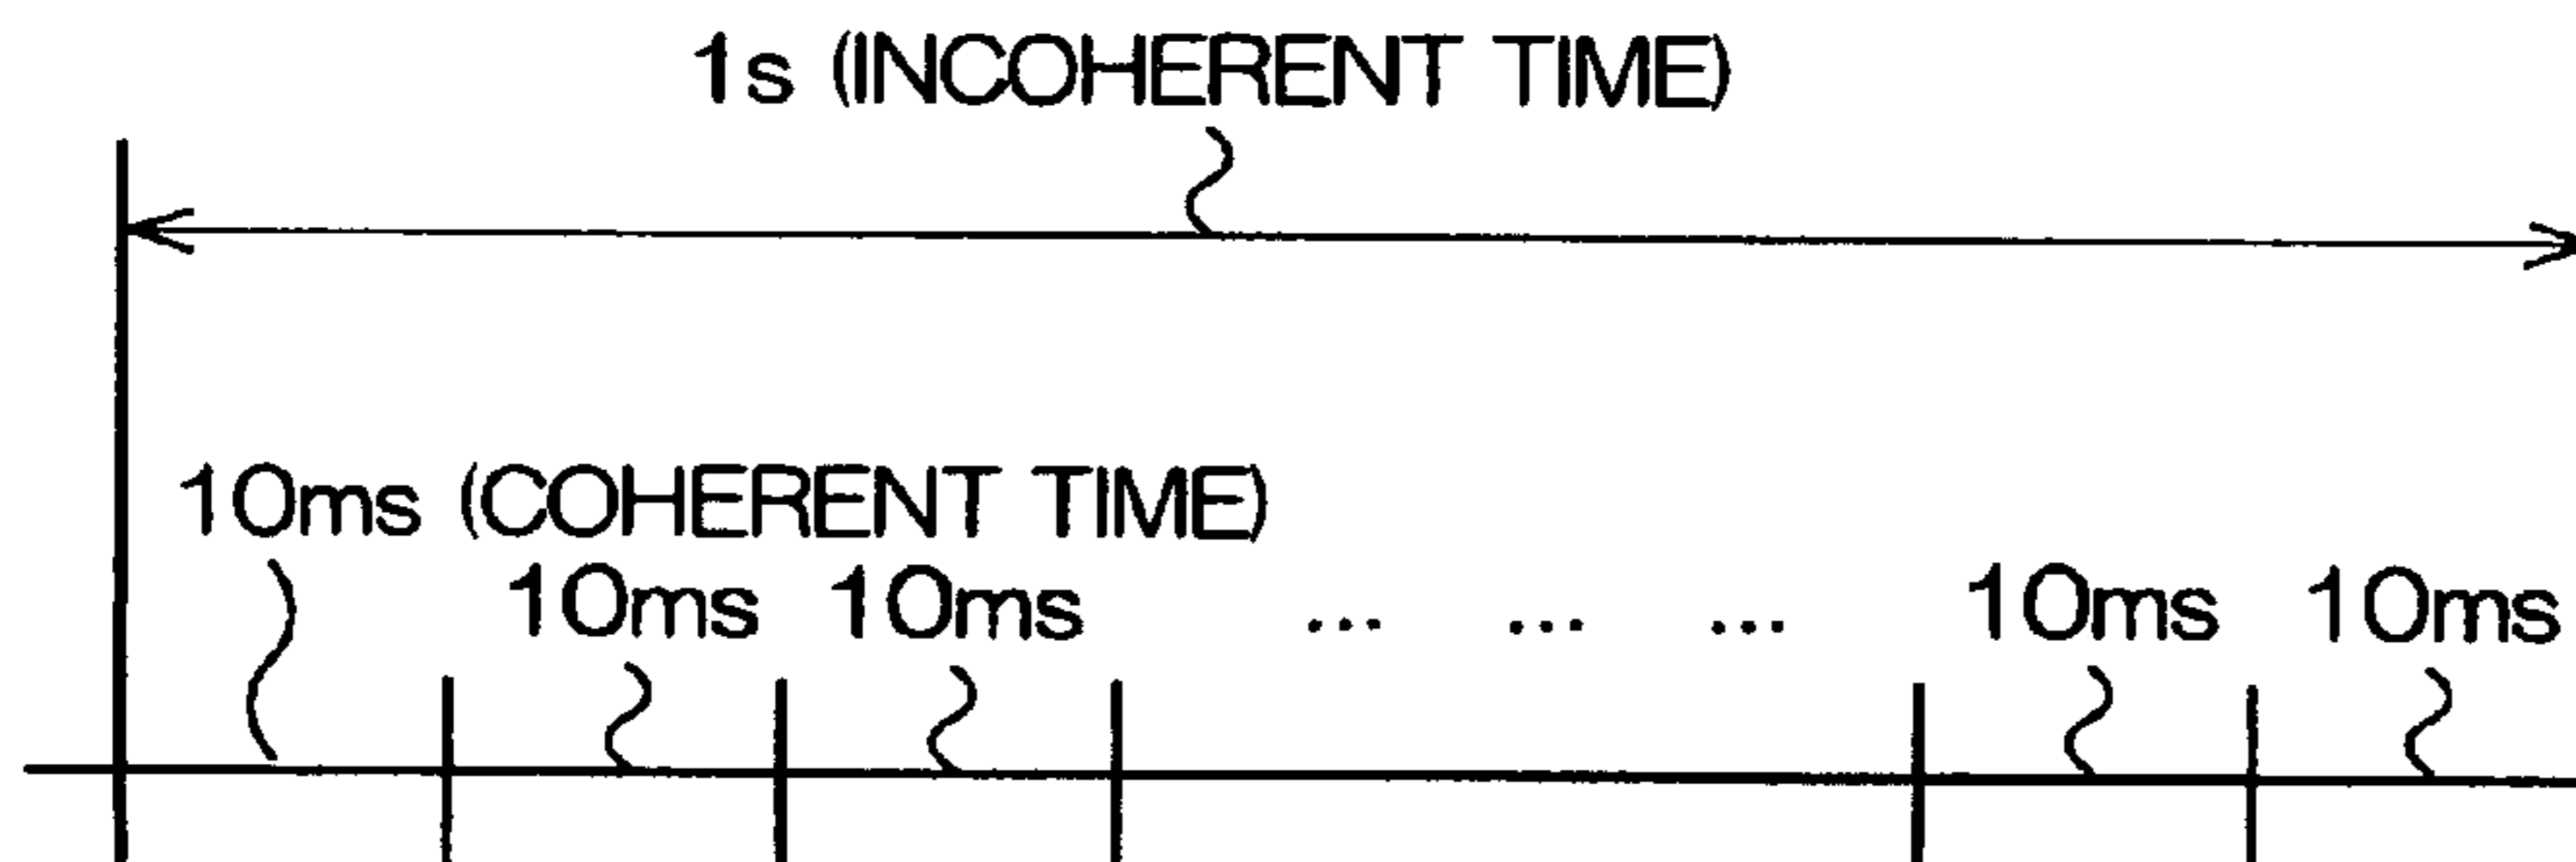 1s (INCOHERENT TIME)
10ms (COHERENT TIME)
10ms 10ms ... ... ... 10ms 10ms